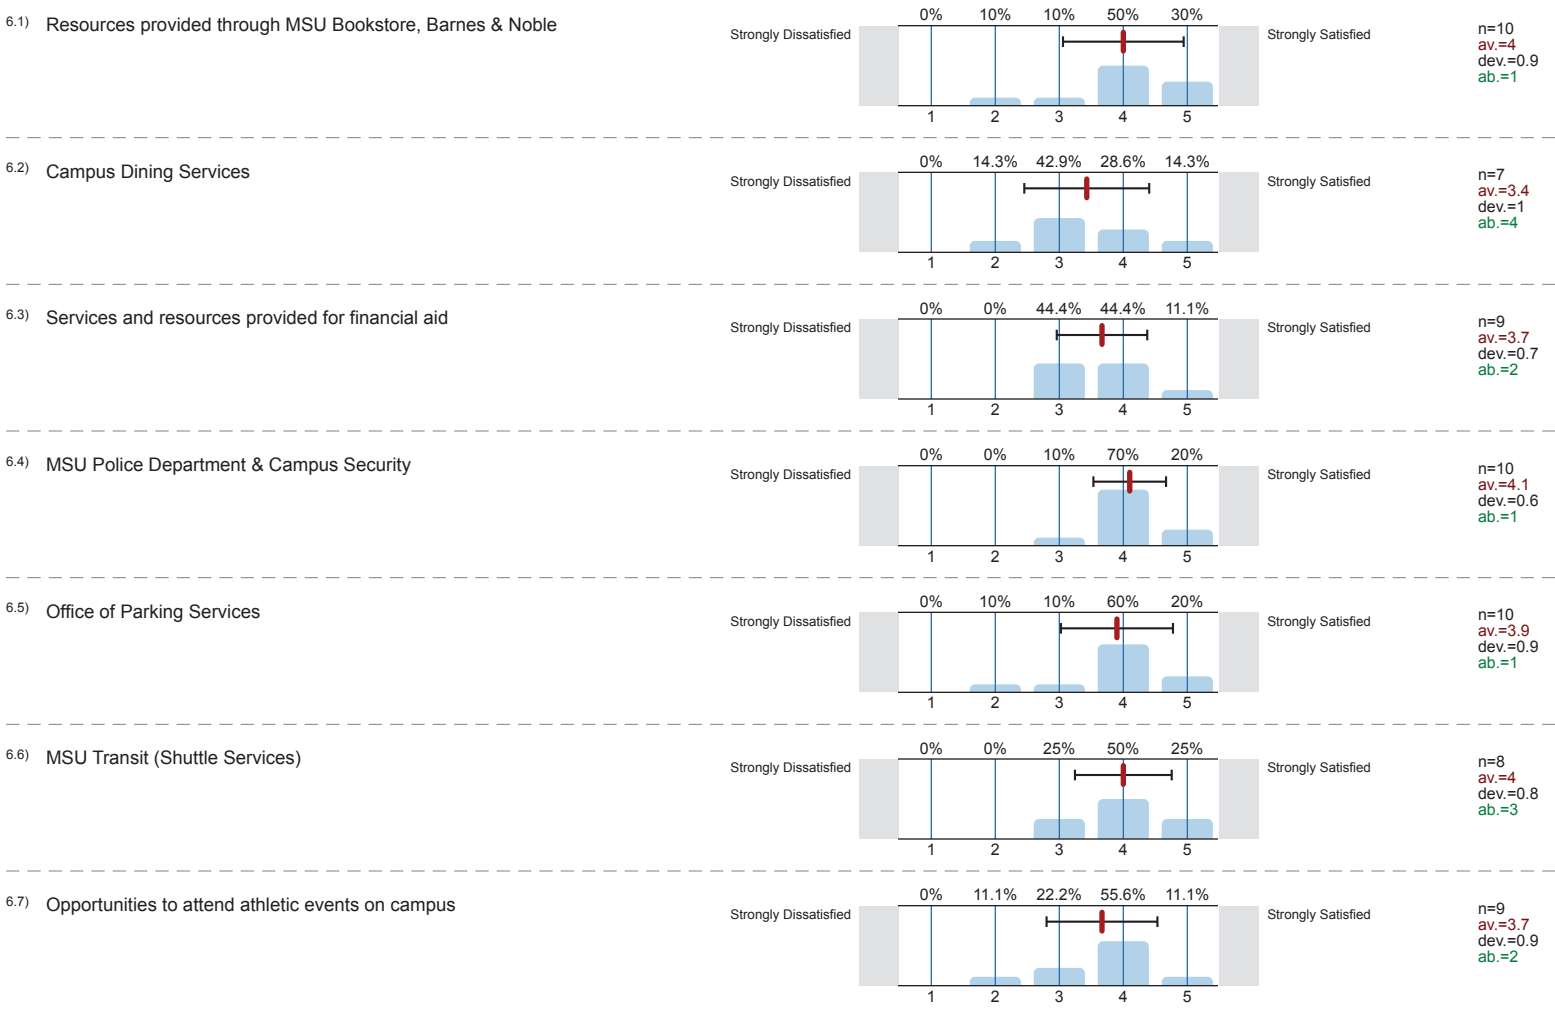 6.1) Resources provided through MSU Bookstore, Barnes & Noble
0% 10% 10% 50% 30%
Strongly Dissatisfied Strongly Satisfied
n=10
av.=4
dev.=0.9
ab.=1
1 2 3 4 5
6.2) Campus Dining Services
0% 14.3% 42.9% 28.6% 14.3%
Strongly Dissatisfied Strongly Satisfied
n=7
av.=3.4
dev.=1
ab.=4
1 2 3 4 5
6.3) Services and resources provided for financial aid
0% 0% 44.4% 44.4% 11.1%
Strongly Dissatisfied Strongly Satisfied
n=9
av.=3.7
dev.=0.7
ab.=2
1 2 3 4 5
6.4) MSU Police Department & Campus Security
0% 0% 10% 70% 20%
Strongly Dissatisfied Strongly Satisfied
n=10
av.=4.1
dev.=0.6
ab.=1
1 2 3 4 5
6.5) Office of Parking Services
0% 10% 10% 60% 20%
Strongly Dissatisfied Strongly Satisfied
n=10
av.=3.9
dev.=0.9
ab.=1
1 2 3 4 5
6.6) MSU Transit (Shuttle Services)
0% 0% 25% 50% 25%
Strongly Dissatisfied Strongly Satisfied
n=8
av.=4
dev.=0.8
ab.=3
1 2 3 4 5
6.7) Opportunities to attend athletic events on campus
0% 11.1% 22.2% 55.6% 11.1%
Strongly Dissatisfied Strongly Satisfied
n=9
av.=3.7
dev.=0.9
ab.=2
1 2 3 4 5